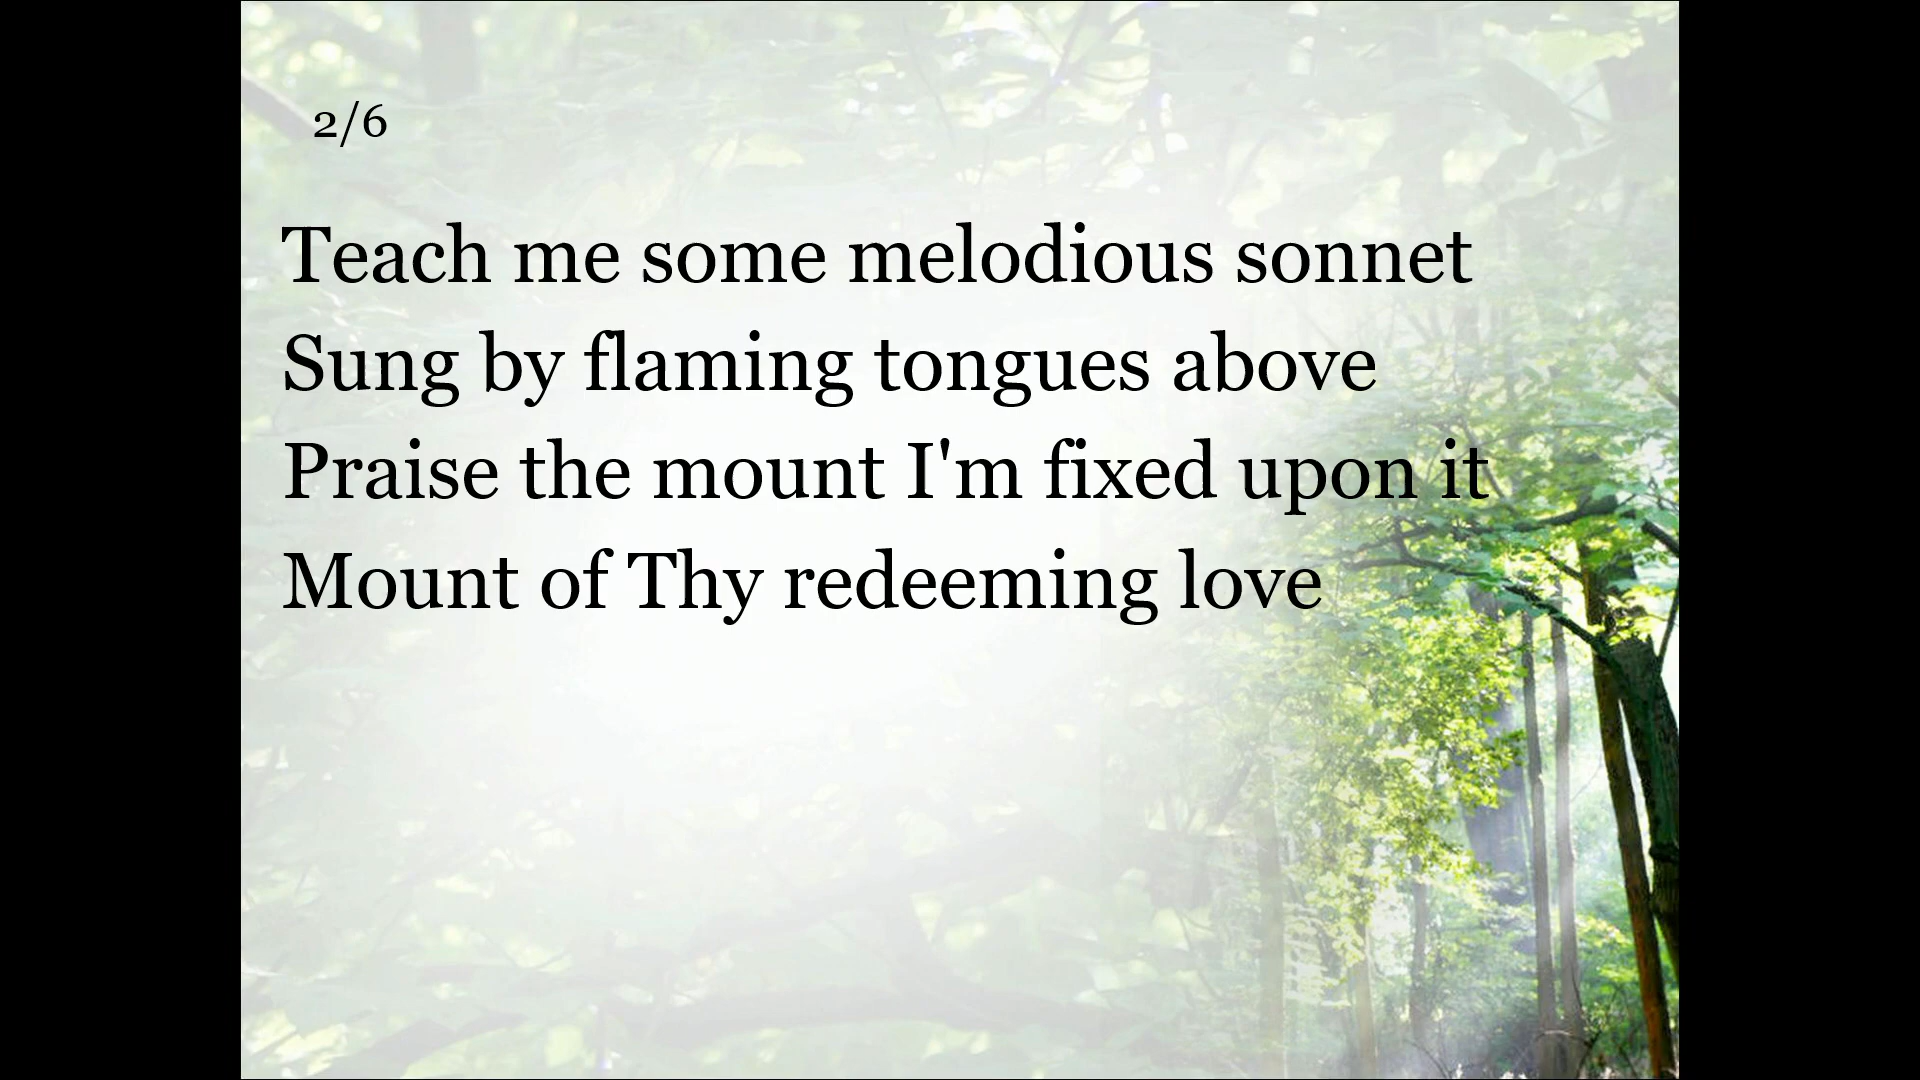 2/6
Teach me some melodious sonnet
Sung by flaming tongues above
Praise the mount I'm fixed upon it
Mount of Thy redeeming love